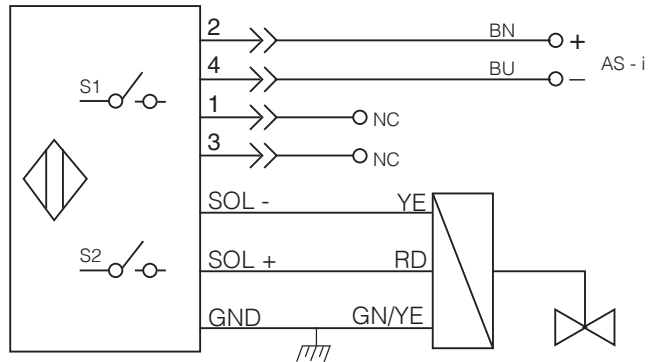 2 BN +
AS - i
4 BU –
S1
1 NC
3 NC
SOL - YE
S2
SOL + RD
GND GN/YE